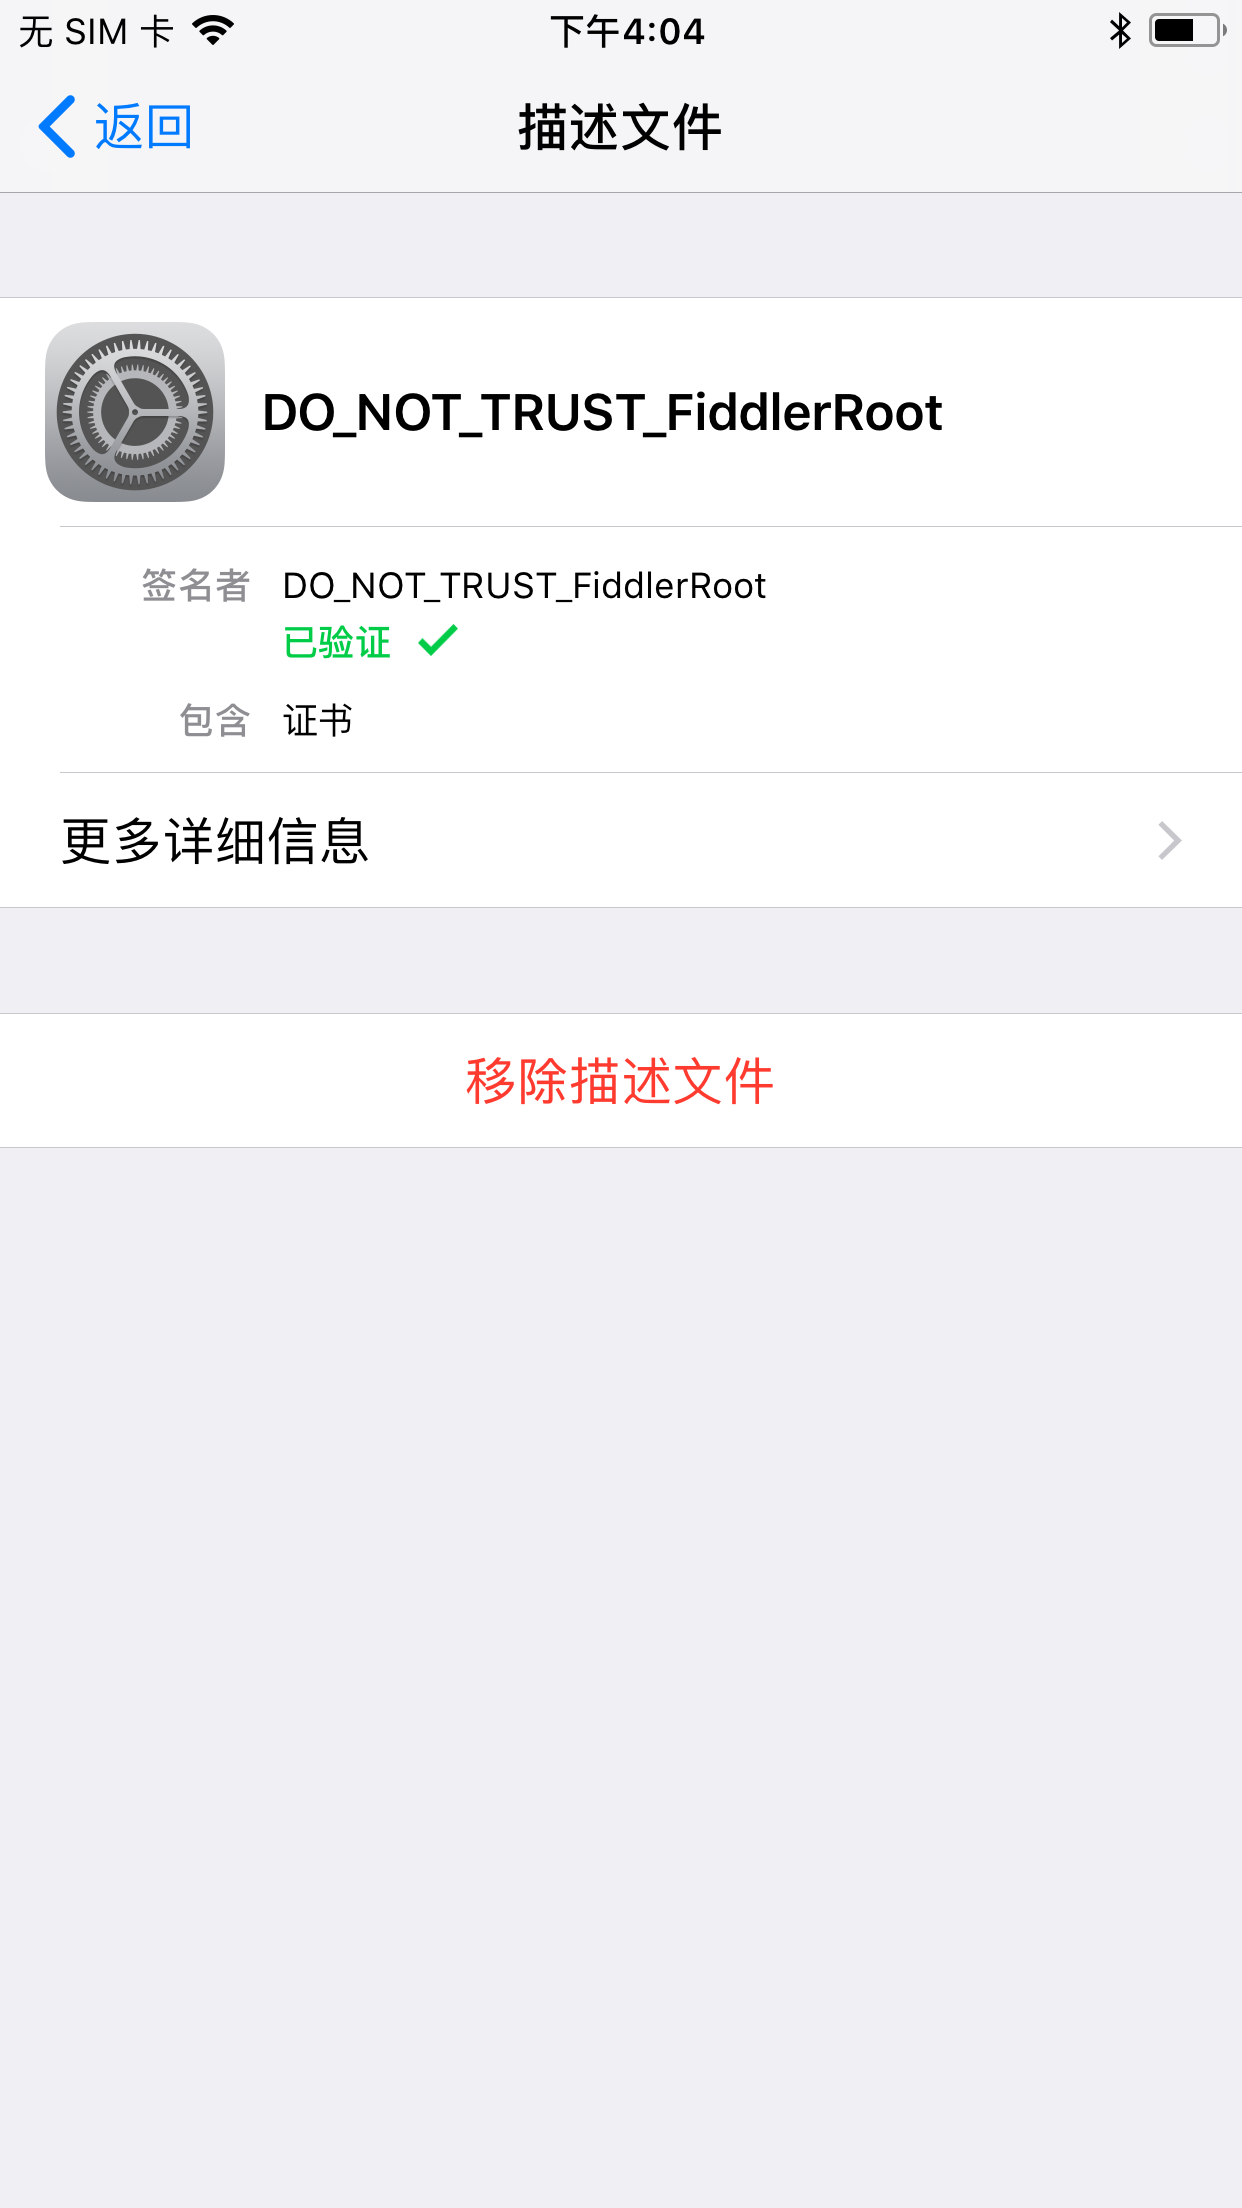 无 SIM 卡 下午4:04
返回 描述文件
DO_NOT_TRUST_FiddlerRoot
签名者 DO_NOT_TRUST_FiddlerRoot
已验证
包含 证书
更多详细信息
移除描述文件